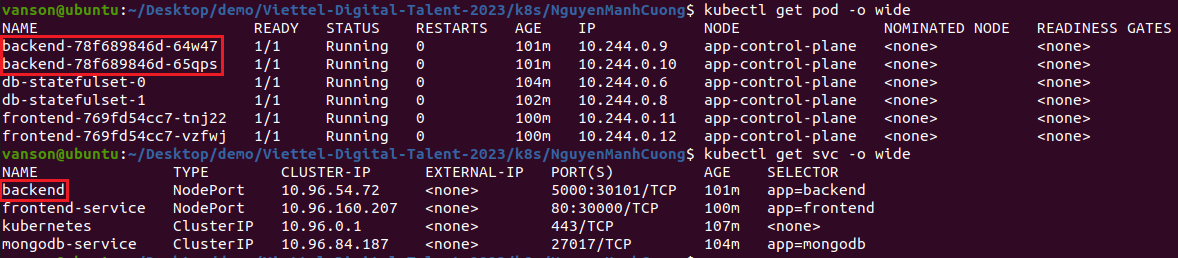 vanson@ubuntu:~/Desktop/demo/Viettel-Digital-Talent-2023/k8s/NguyenManhCuong$ kubectl get pod -o wide
NAME READY STATUS RESTARTS AGE IP NODE NOMINATED NODE READINESS GATES
backend-78f689846d-64w47 1/1 Running 0 101m 10.244.0.9 app-control-plane <none> <none>
backend-78f689846d-65qps 1/1 Running 0 101m 10.244.0.10 app-control-plane <none> <none>
db-statefulset-0 1/1 Running 0 104m 10.244.0.6 app-control-plane <none> <none>
db-statefulset-1 1/1 Running 0 102m 10.244.0.8 app-control-plane <none> <none>
frontend-769fd54cc7-tnj22 1/1 Running 0 100m 10.244.0.11 app-control-plane <none> <none>
frontend-769fd54cc7-vzfwj 1/1 Running 0 100m 10.244.0.12 app-control-plane <none> <none>
vanson@ubuntu:~/Desktop/demo/Viettel-Digital-Talent-2023/k8s/NguyenManhCuong$ kubectl get svc -o wide
NAME TYPE CLUSTER-IP EXTERNAL-IP PORT(S) AGE SELECTOR
backend NodePort 10.96.54.72 <none> 5000:30101/TCP 101m app=backend
frontend-service NodePort 10.96.160.207 <none> 80:30000/TCP 100m app=frontend
kubernetes ClusterIP 10.96.0.1 <none> 443/TCP 107m <none>
mongodb-service ClusterIP 10.96.84.187 <none> 27017/TCP 104m app=mongodb